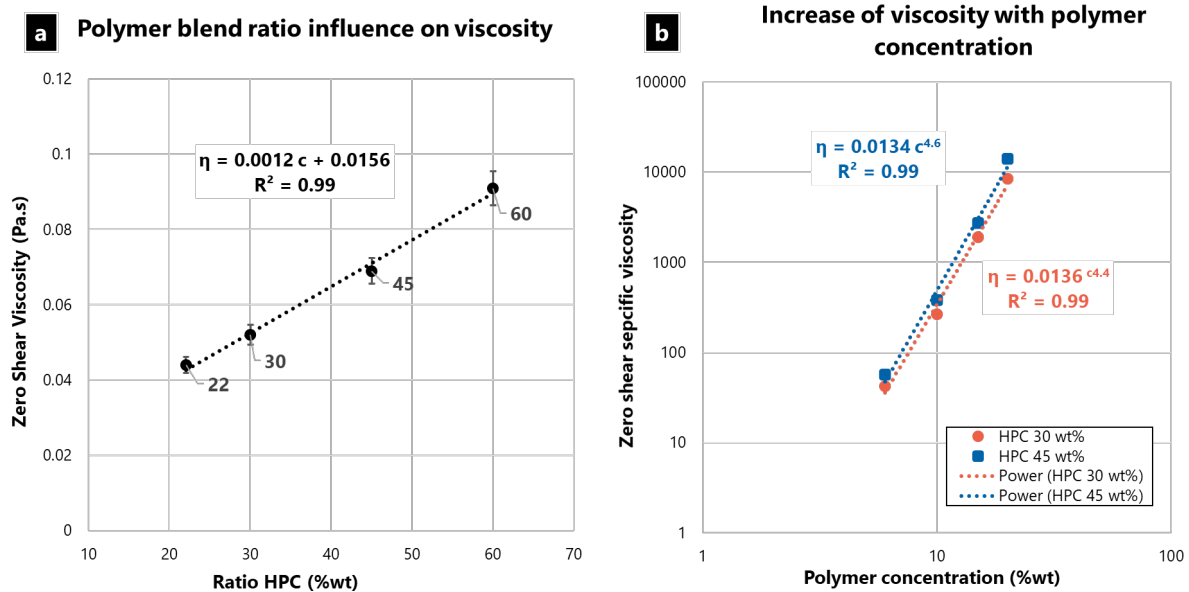 a
Polymer blend ratio influence on viscosity
0.12
0.1
0.08
0.06
0.04
0.02
0
Zero Shear Viscosity (Pa.s)
η = 0.0012 c + 0.0156
R² = 0.99
22
30
45
60
10 20 30 40 50 60 70
Ratio HPC (%wt)
b
Increase of viscosity with polymer
concentration
100000
10000
1000
100
10
1
Zero shear sepcific viscosity
η = 0.0134 c⁴·⁶
R² = 0.99
η = 0.0136 c⁴·⁴
R² = 0.99
HPC 30 wt%
HPC 45 wt%
Power (HPC 30 wt%)
Power (HPC 45 wt%)
1 10 100
Polymer concentration (%wt)